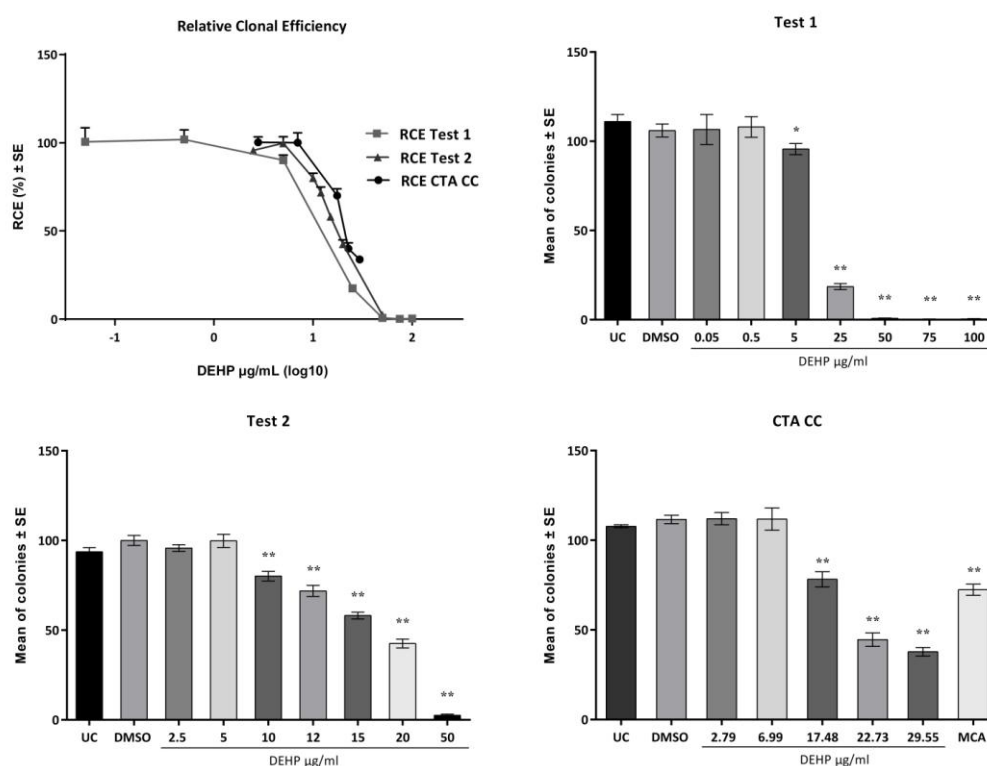 Relative Clonal Efficiency
RCE (%) ± SE
150
100
50
0
-1 0 1 2
DEHP µg/mL (log10)
RCE Test 1
RCE Test 2
RCE CTA CC
Test 1
Mean of colonies ± SE
150
100
50
0
*
**
** ** **
UC DMSO 0.05 0.5 5 25 50 75 100
DEHP µg/ml
Test 2
Mean of colonies ± SE
150
100
50
0
**
**
**
**
**
UC DMSO 2.5 5 10 12 15 20 50
DEHP µg/ml
CTA CC
Mean of colonies ± SE
150
100
50
0
**
**
**
**
UC DMSO 2.79 6.99 17.48 22.73 29.55 MCA
DEHP µg/ml